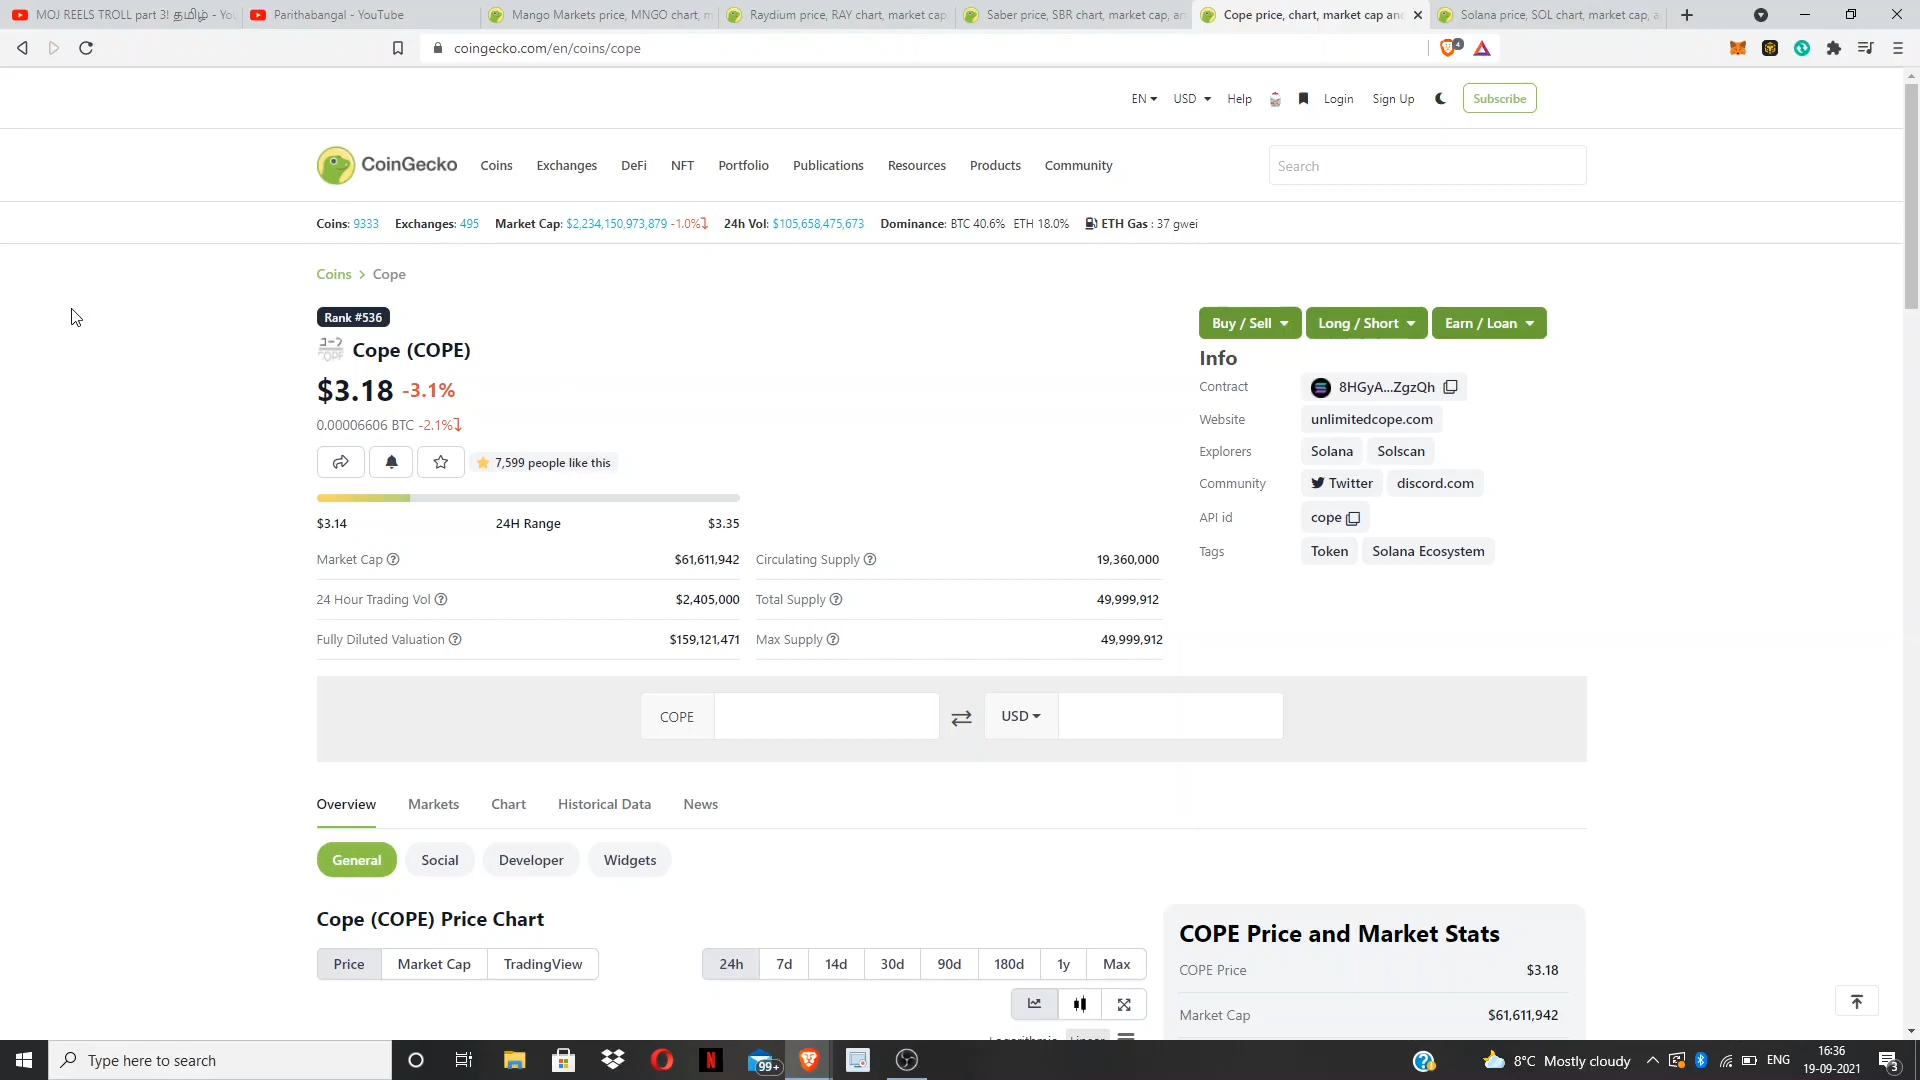 MOJ REELS TROLL part 3! தமிழ் - Yo
Parithabangal - YouTube
Mango Markets price, MNGO chart, m
Raydium price, RAY chart, market cap
Saber price, SBR chart, market cap, an
Cope price, chart, market cap and
Solana price, SOL chart, market cap, a
coingecko.com/en/coins/cope
4
EN USD Help Login Sign Up Subscribe
CoinGecko Coins Exchanges DeFi NFT Portfolio Publications Resources Products Community Search
Coins: 9333 Exchanges: 495 Market Cap: $2,234,150,973,879 -1.0% 24h Vol: $105,658,475,673 Dominance: BTC 40.6% ETH 18.0% ETH Gas : 37 gwei
Coins > Cope
Rank #536
Cope (COPE)
$3.18 -3.1%
0.00006606 BTC -2.1%
7,599 people like this
$3.14 24H Range $3.35
Market Cap $61,611,942
24 Hour Trading Vol $2,405,000
Fully Diluted Valuation $159,121,471
Circulating Supply 19,360,000
Total Supply 49,999,912
Max Supply 49,999,912
Buy / Sell Long / Short Earn / Loan
Info
Contract 8HGyA...ZgzQh
Website unlimitedcope.com
Explorers Solana Solscan
Community Twitter discord.com
API id cope
Tags Token Solana Ecosystem
COPE USD
Overview Markets Chart Historical Data News
General Social Developer Widgets
Cope (COPE) Price Chart
Price Market Cap TradingView
24h 7d 14d 30d 90d 180d 1y Max
Logarithmic Linear
COPE Price and Market Stats
COPE Price $3.18
Market Cap $61,611,942
Type here to search
99+
8°C Mostly cloudy
ENG
16:36
19-09-2021
3